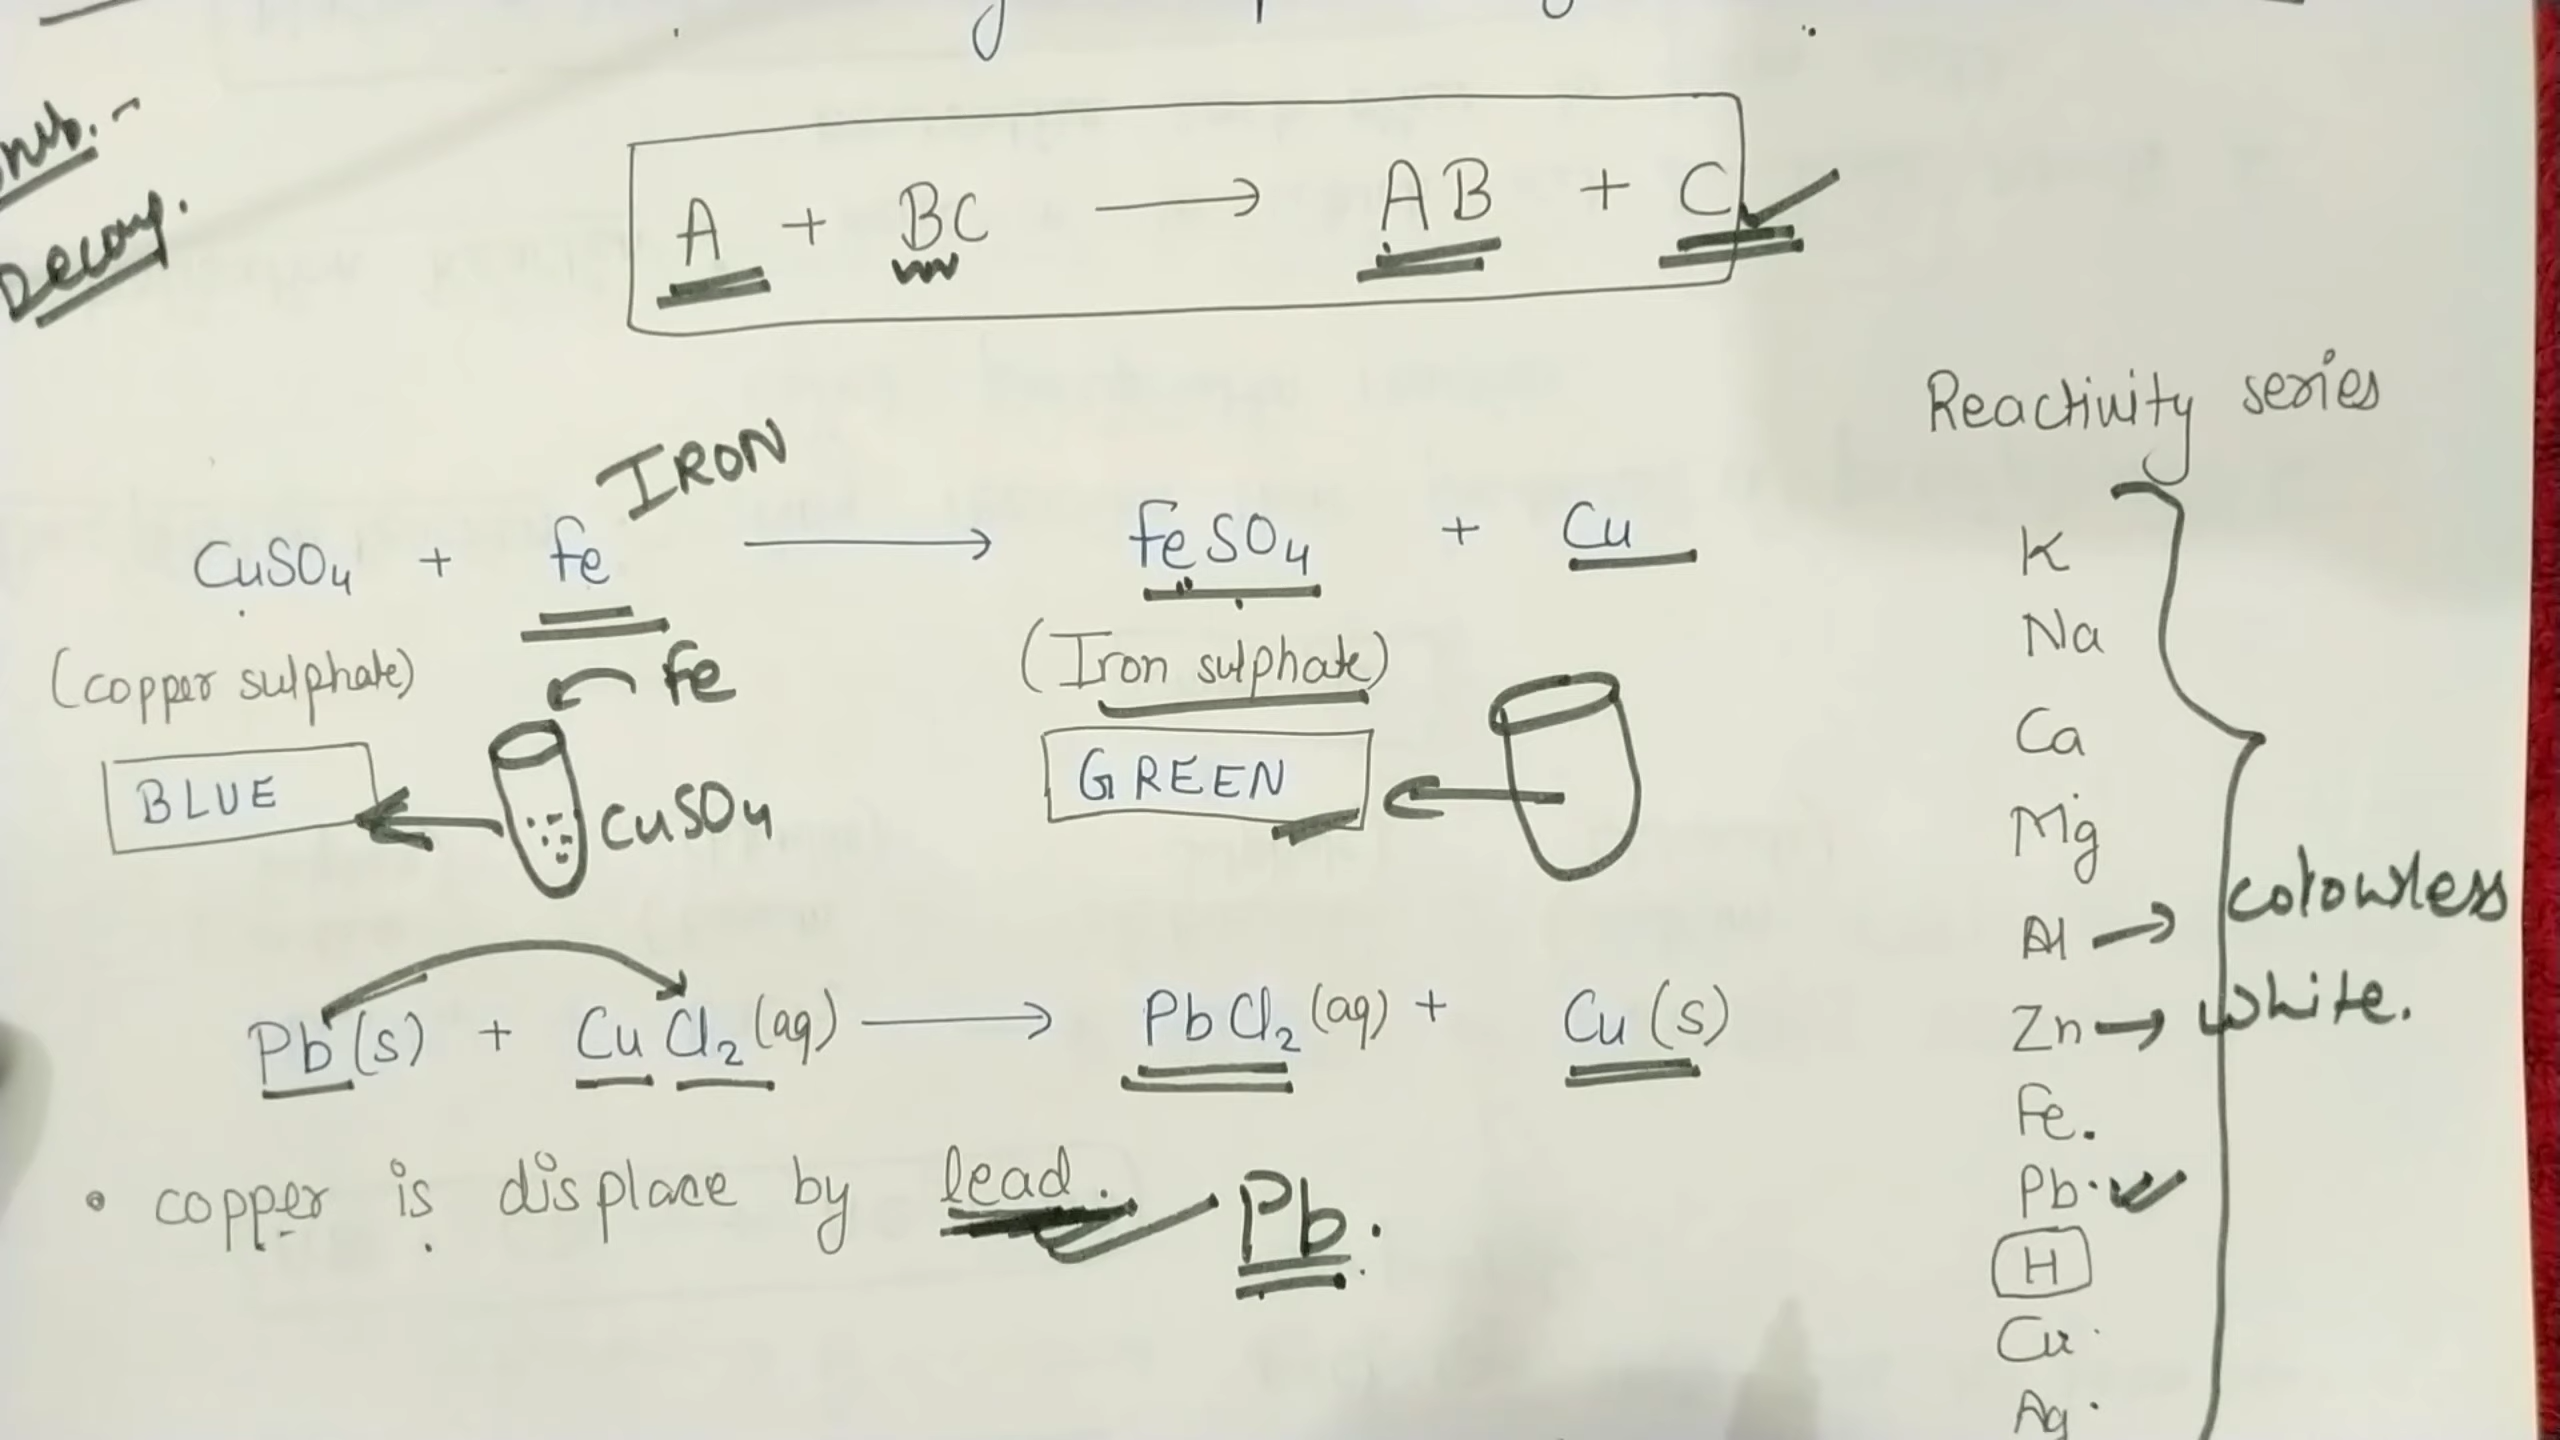 Decomp.
A + BC → AB + C
IRON
CuSO₄ + Fe → FeSO₄ + Cu
(copper sulphate)
Fe
(Iron sulphate)
BLUE
CuSO₄
GREEN
Pb(s) + CuCl₂(aq) → PbCl₂(aq) + Cu(s)
• copper is displace by lead. Pb.
Reactivity series
K
Na
Ca
Mg
Al → colourless
Zn → white.
Fe.
Pb.
H
Cu
Ag